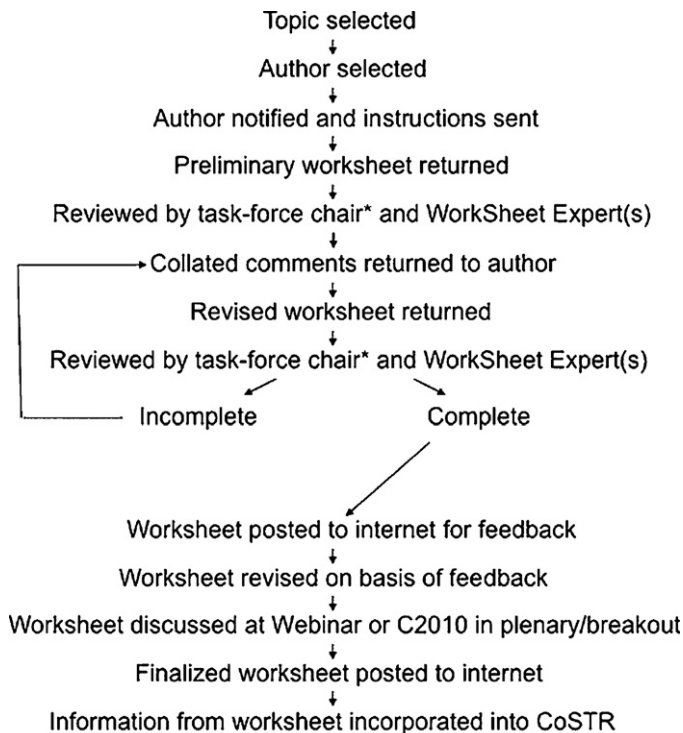 Topic selected
Author selected
Author notified and instructions sent
Preliminary worksheet returned
Reviewed by task-force chair* and WorkSheet Expert(s)
Collated comments returned to author
Revised worksheet returned
Reviewed by task-force chair* and WorkSheet Expert(s)
Incomplete Complete
Worksheet posted to internet for feedback
Worksheet revised on basis of feedback
Worksheet discussed at Webinar or C2010 in plenary/breakout
Finalized worksheet posted to internet
Information from worksheet incorporated into CoSTR